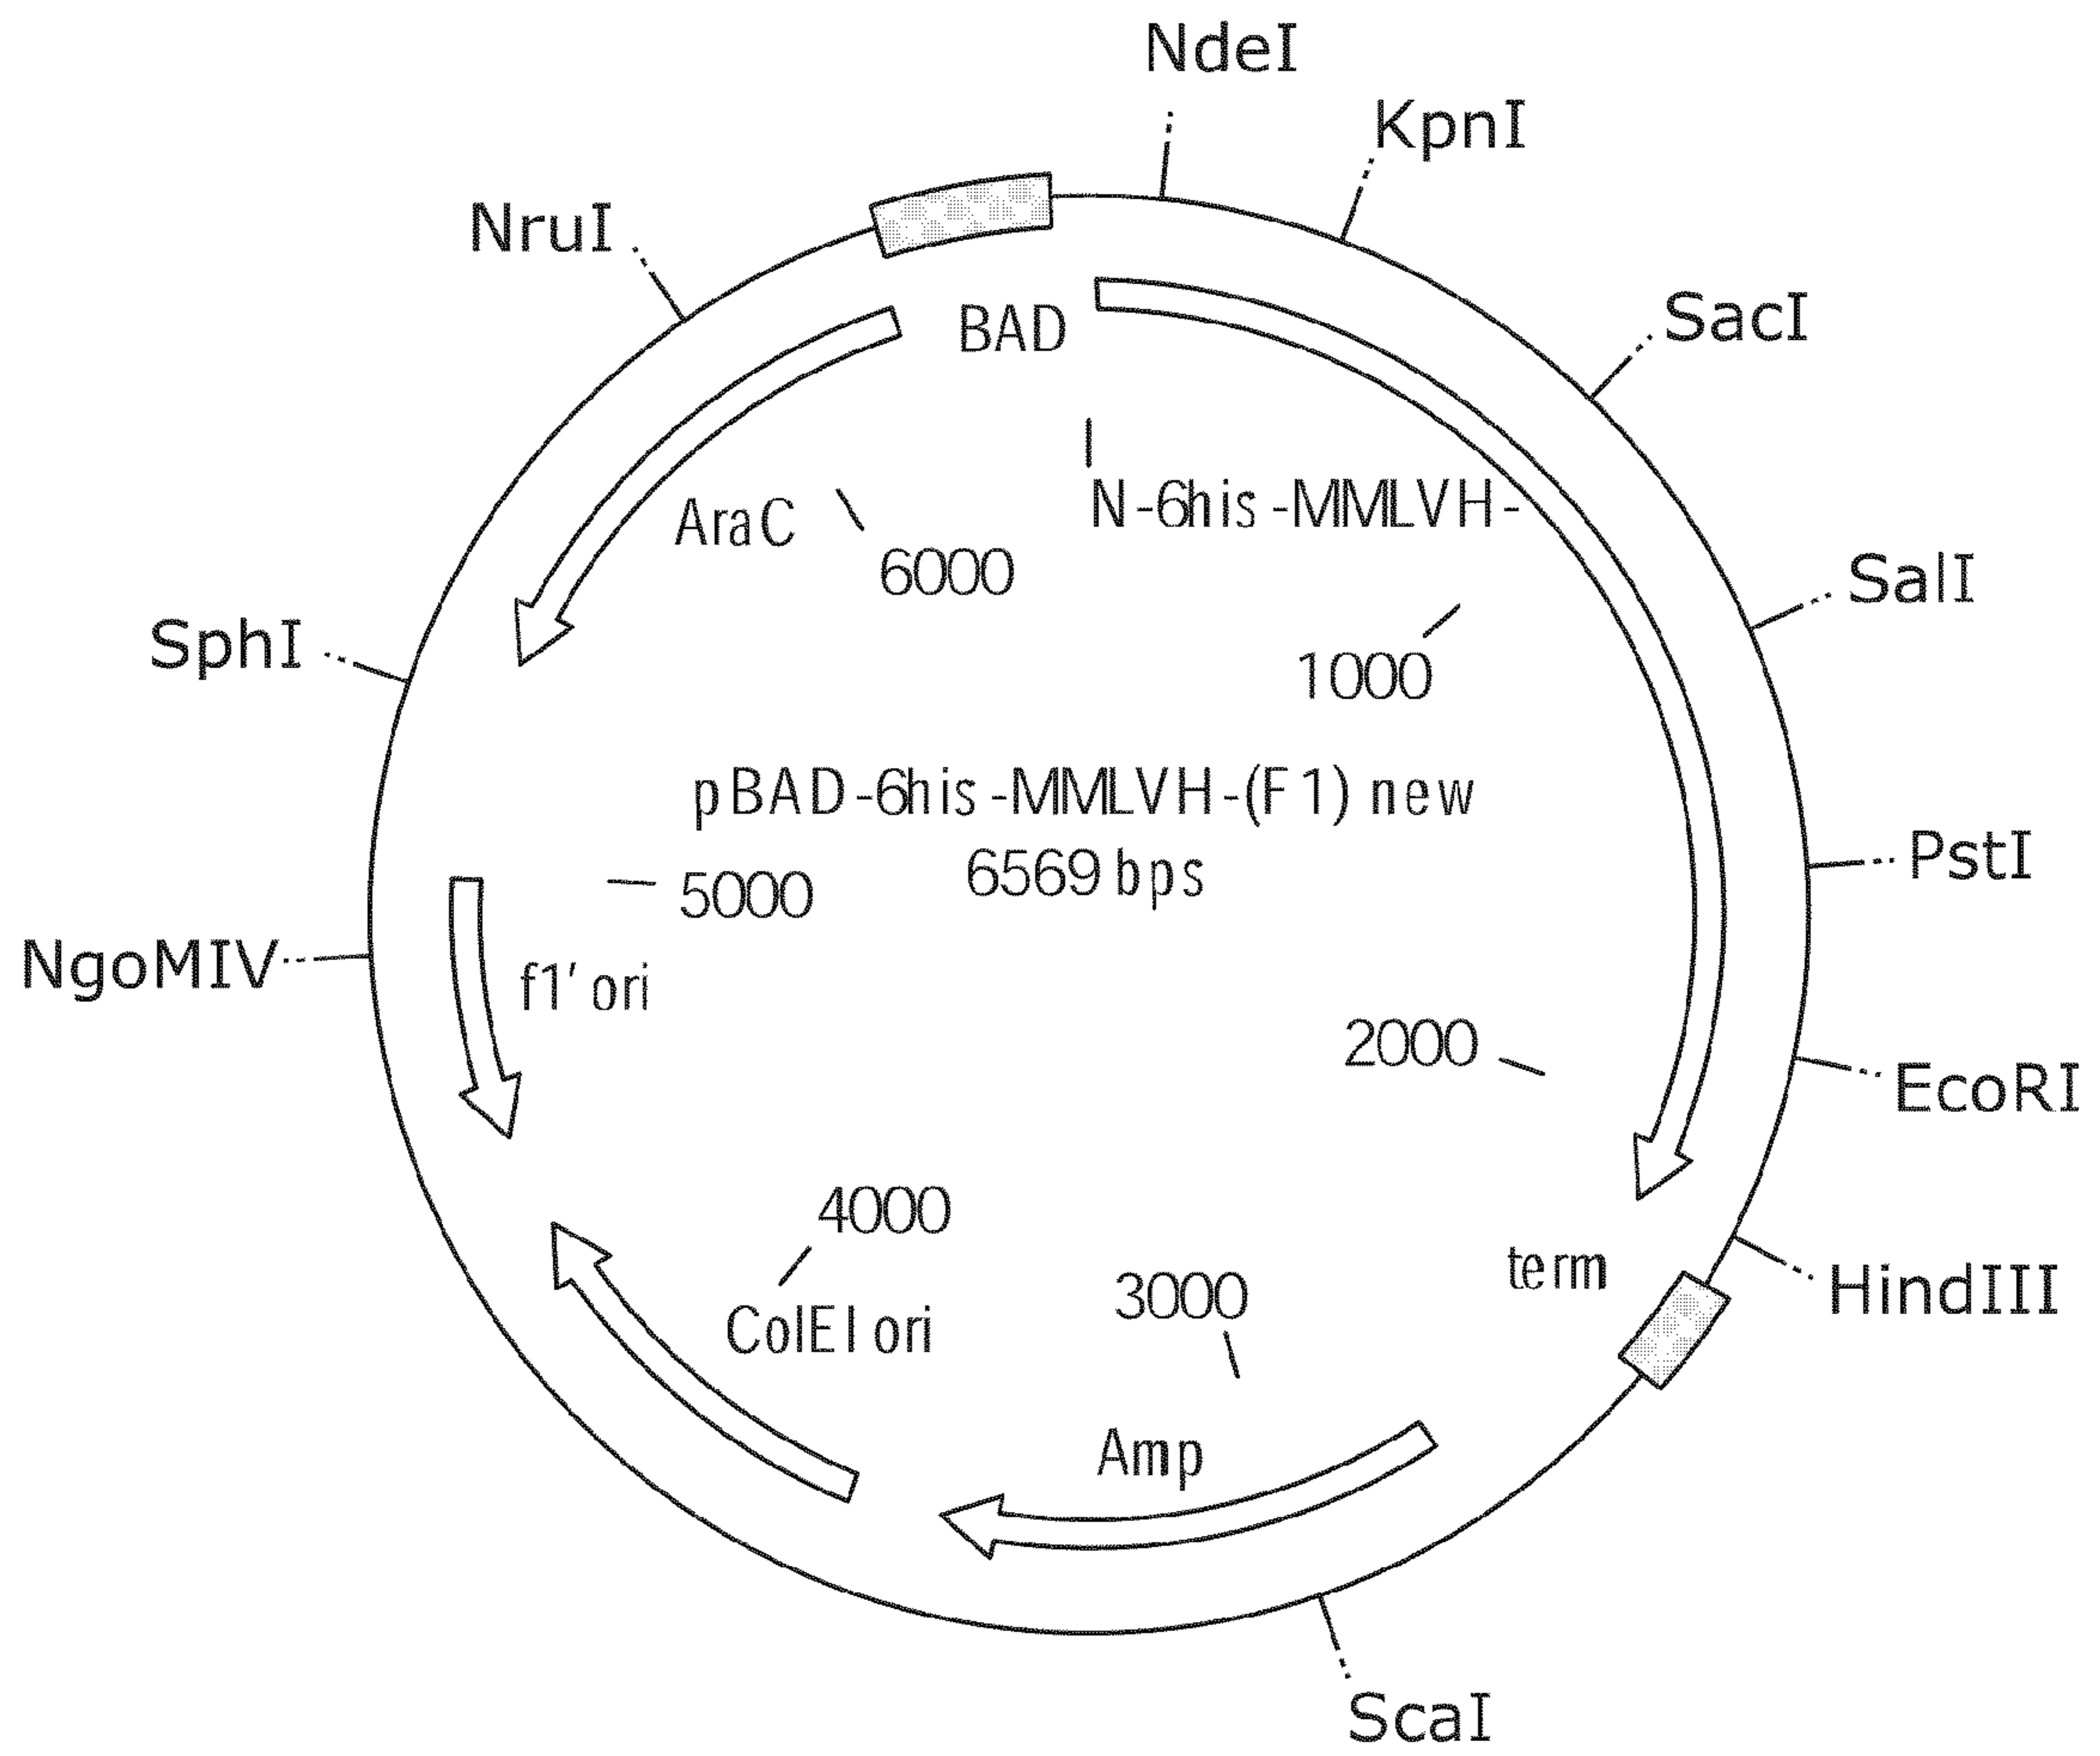 NdeI
KpnI
NruI
SacI
BAD
N-6his-MMLVH-
AraC
6000
SalI
SphI
1000
pBAD-6his-MMLVH-(F1) new
6569 bps
PstI
5000
NgoMIV
f1' ori
2000
EcoRI
4000
term
HindIII
3000
ColEI ori
Amp
ScaI